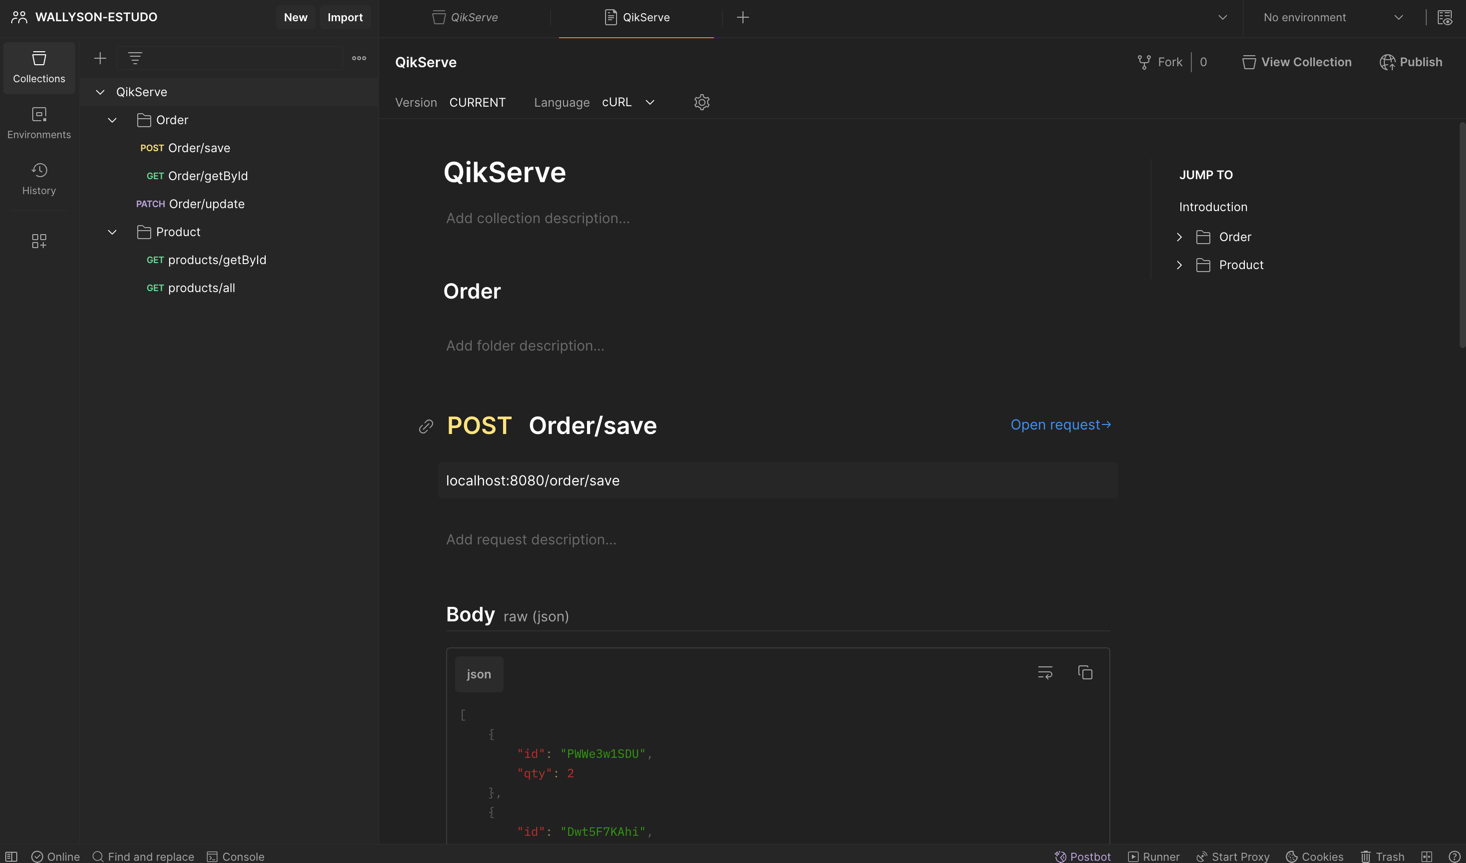 WALLYSON-ESTUDO
New
Import
QikServe
QikServe
No environment
Collections
Environments
History
QikServe
Order
POST Order/save
GET Order/getById
PATCH Order/update
Product
GET products/getById
GET products/all
QikServe
Fork
0
View Collection
Publish
Version CURRENT
Language cURL
QikServe
Add collection description...
Order
Add folder description...
POST Order/save
Open request→
localhost:8080/order/save
Add request description...
Body raw (json)
json
[
{
"id": "PWWe3w1SDU",
"qty": 2
},
{
"id": "Dwt5F7KAhi",
JUMP TO
Introduction
Order
Product
Online
Find and replace
Console
Postbot
Runner
Start Proxy
Cookies
Trash